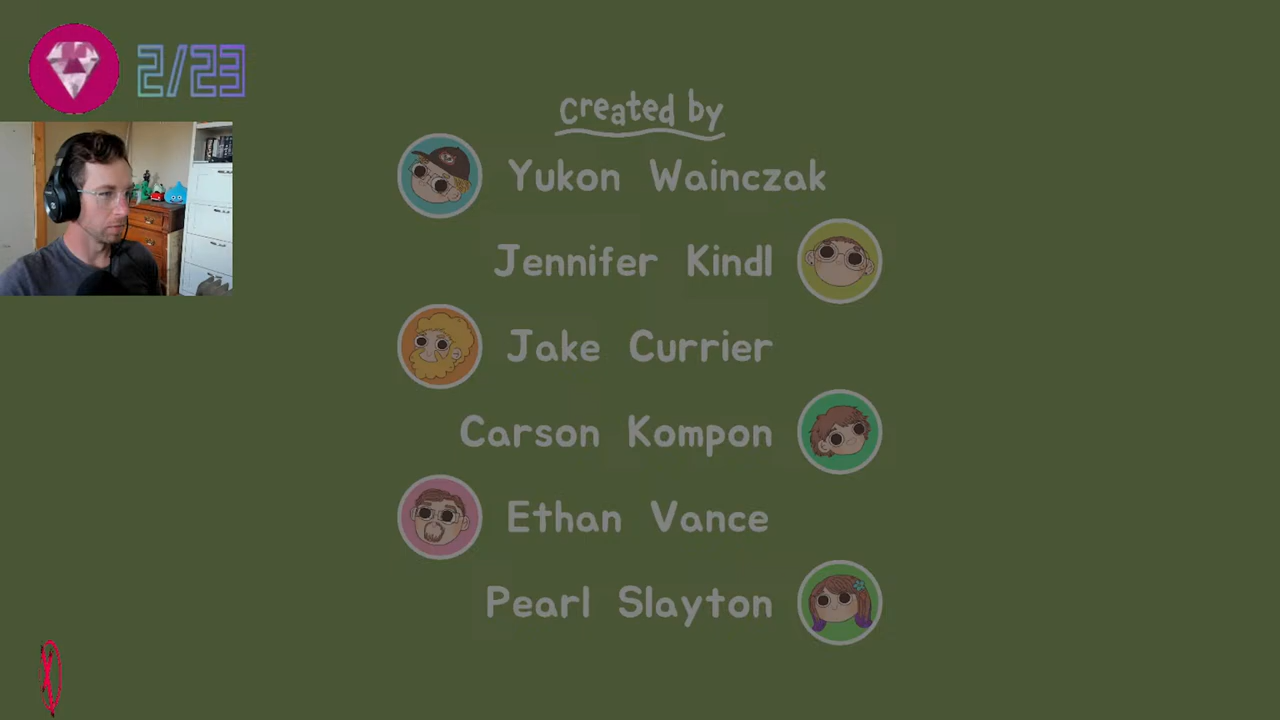 2/23
created by
Yukon Wainczak
Jennifer Kindl
Jake Currier
Carson Kompon
Ethan Vance
Pearl Slayton